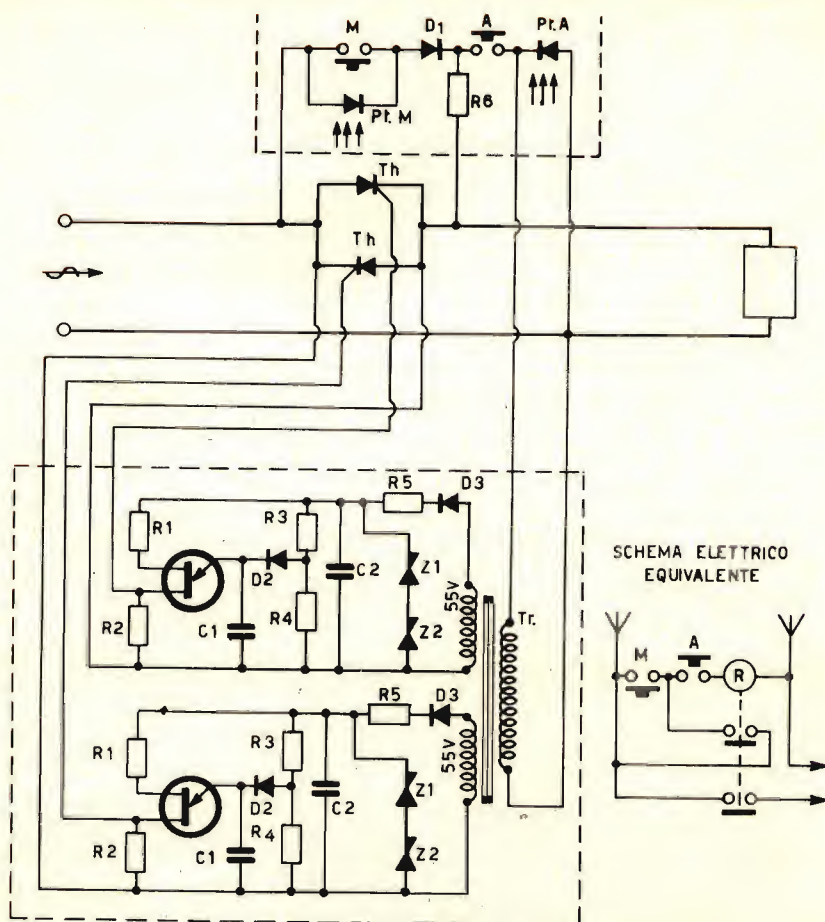 M D1 A Pt.A
R6
Pt.M
Th
Th
R5 D3
R1 R3
D2 C2 Z1 55V
R2 C1 R4 Z2 Tr.
R5 D3
R1 R3
D2 C2 Z1 55V
R2 C1 R4 Z2
SCHEMA ELETTRICO
EQUIVALENTE
M A R